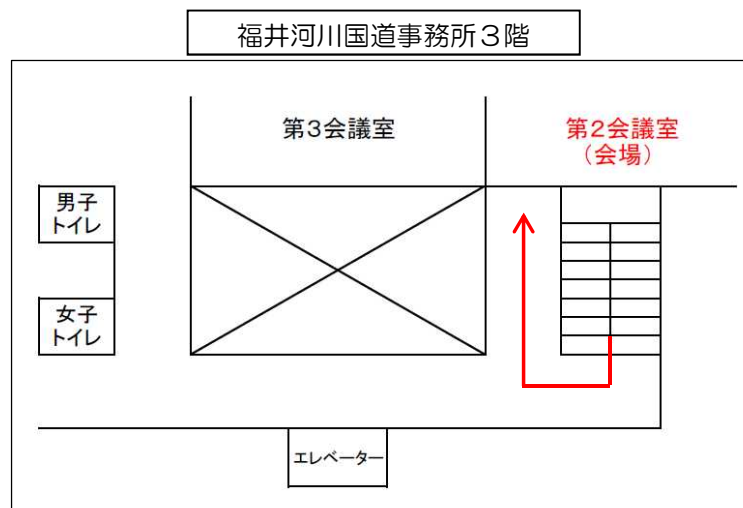 福井河川国道事務所３階
第３会議室
第２会議室
（会場）
男子
トイレ
女子
トイレ
エレベーター